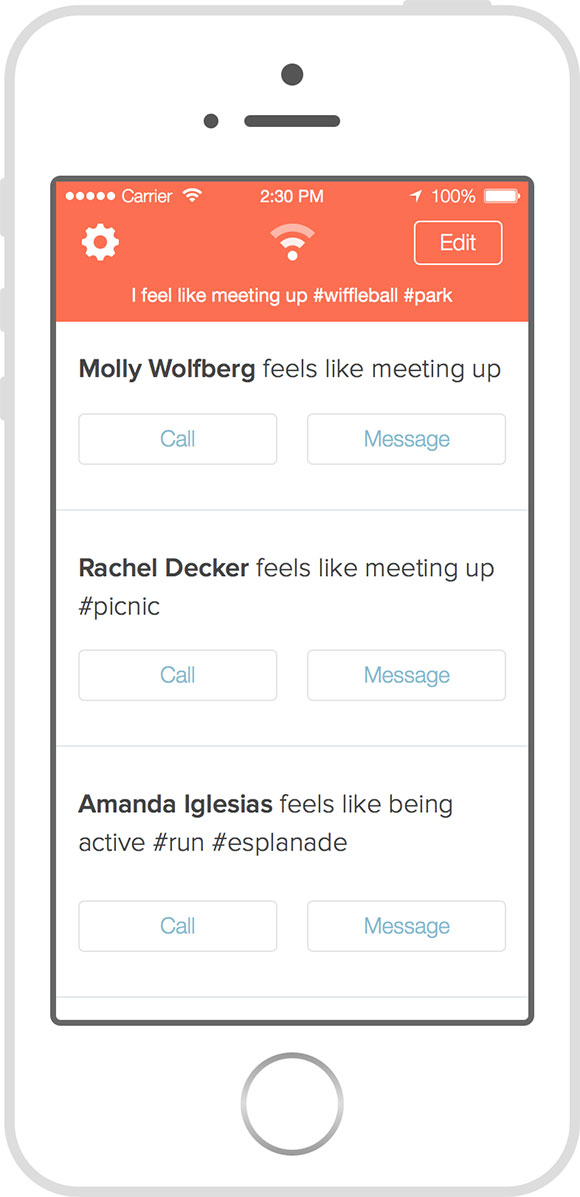 Carrier 2:30 PM 100%
Edit
I feel like meeting up #wiffleball #park
Molly Wolfberg feels like meeting up
Call Message
Rachel Decker feels like meeting up
#picnic
Call Message
Amanda Iglesias feels like being
active #run #esplanade
Call Message